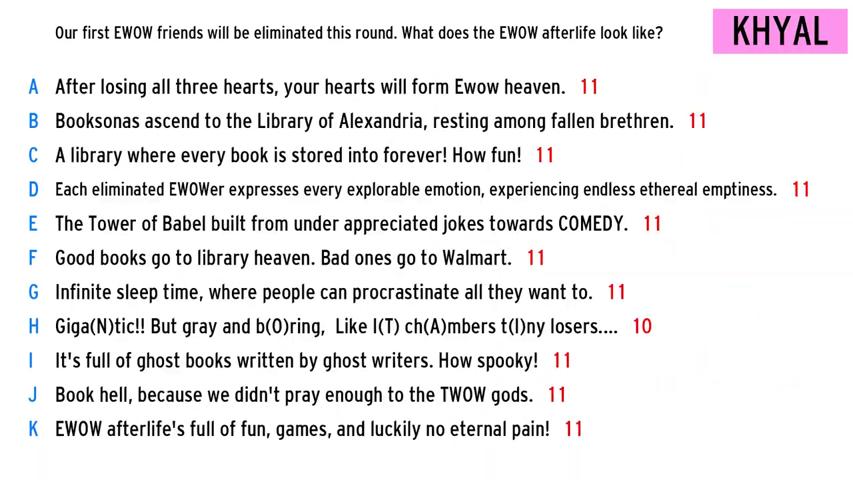 Our first EWOW friends will be eliminated this round. What does the EWOW afterlife look like?
KHYAL
A After losing all three hearts, your hearts will form Ewow heaven. 11
B Booksonas ascend to the Library of Alexandria, resting among fallen brethren. 11
C A library where every book is stored into forever! How fun! 11
D Each eliminated EWOWer expresses every explorable emotion, experiencing endless ethereal emptiness. 11
E The Tower of Babel built from under appreciated jokes towards COMEDY. 11
F Good books go to library heaven. Bad ones go to Walmart. 11
G Infinite sleep time, where people can procrastinate all they want to. 11
H Giga(N)tic!! But gray and b(O)ring, Like I(T) ch(A)mbers t(I)ny losers.... 10
I It's full of ghost books written by ghost writers. How spooky! 11
J Book hell, because we didn't pray enough to the TWOW gods. 11
K EWOW afterlife's full of fun, games, and luckily no eternal pain! 11